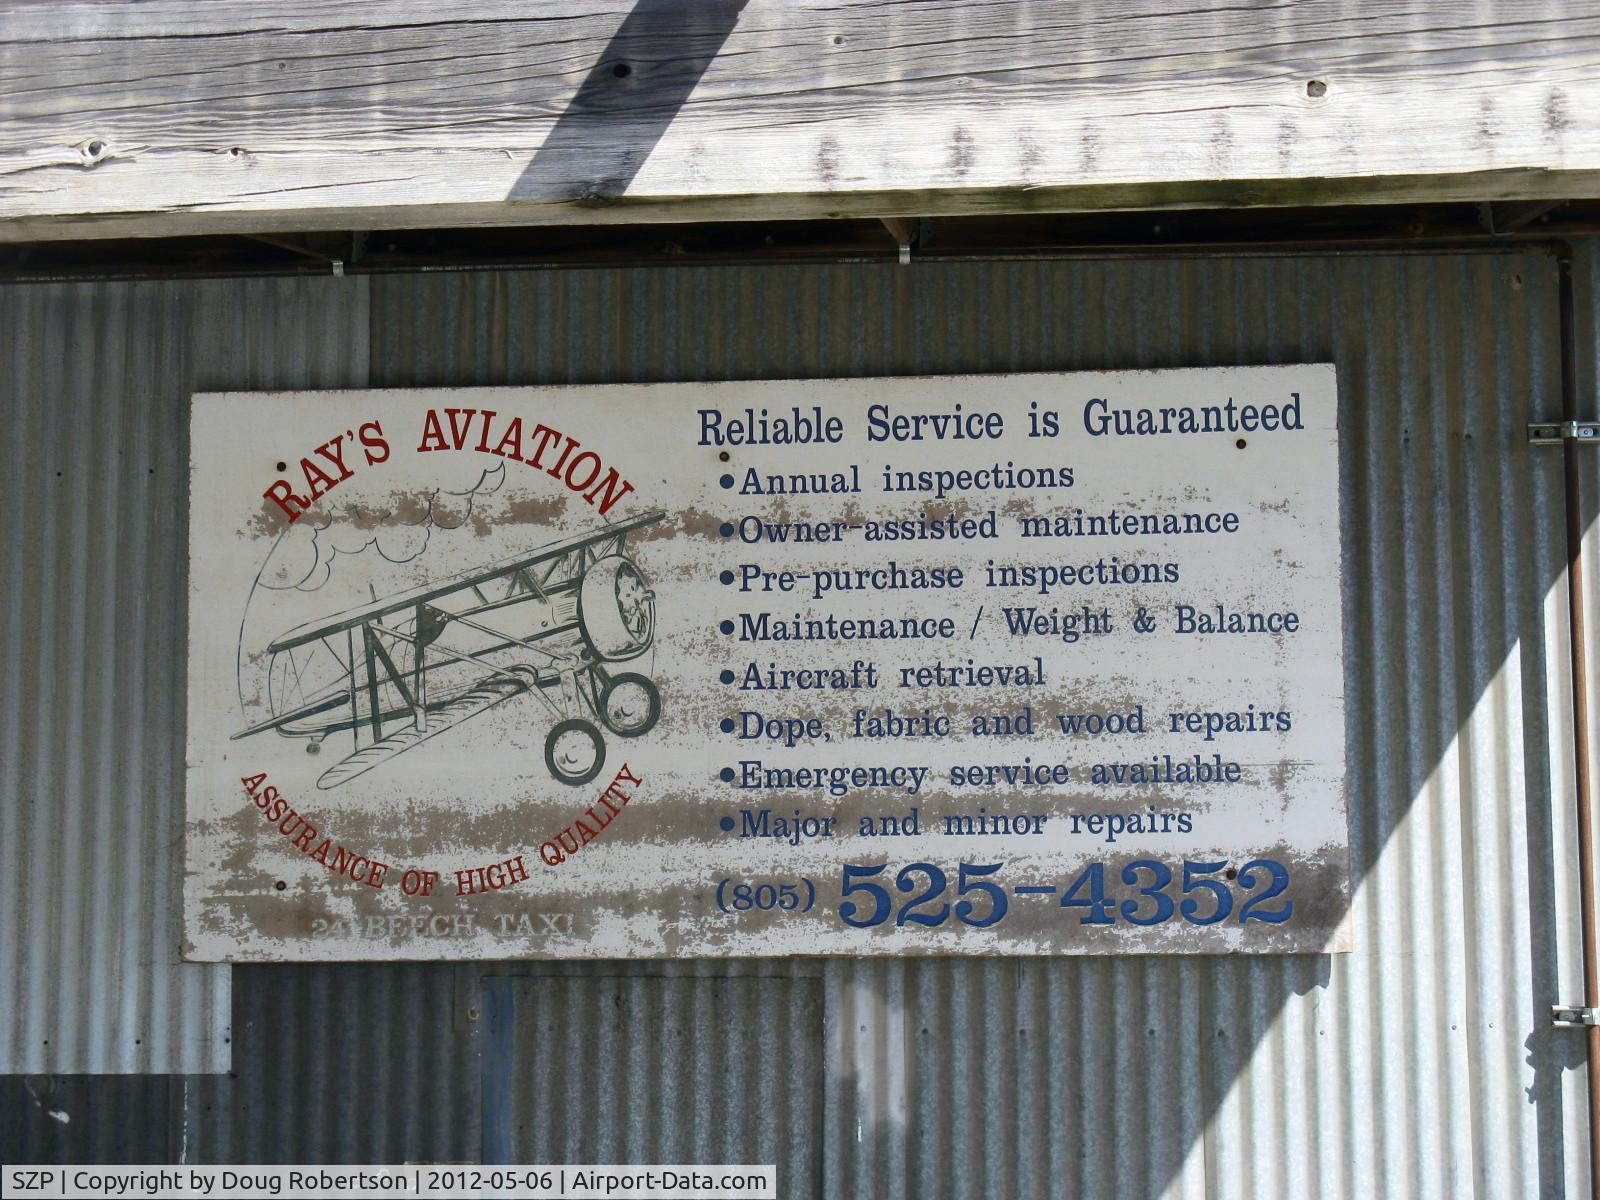 RAY'S AVIATION
ASSURANCE OF HIGH QUALITY
24 BEECH TAXI
Reliable Service is Guaranteed
•Annual inspections
•Owner-assisted maintenance
•Pre-purchase inspections
•Maintenance / Weight & Balance
•Aircraft retrieval
•Dope, fabric and wood repairs
•Emergency service available
•Major and minor repairs
(805) 525-4352
SZP | Copyright by Doug Robertson | 2012-05-06 | Airport-Data.com